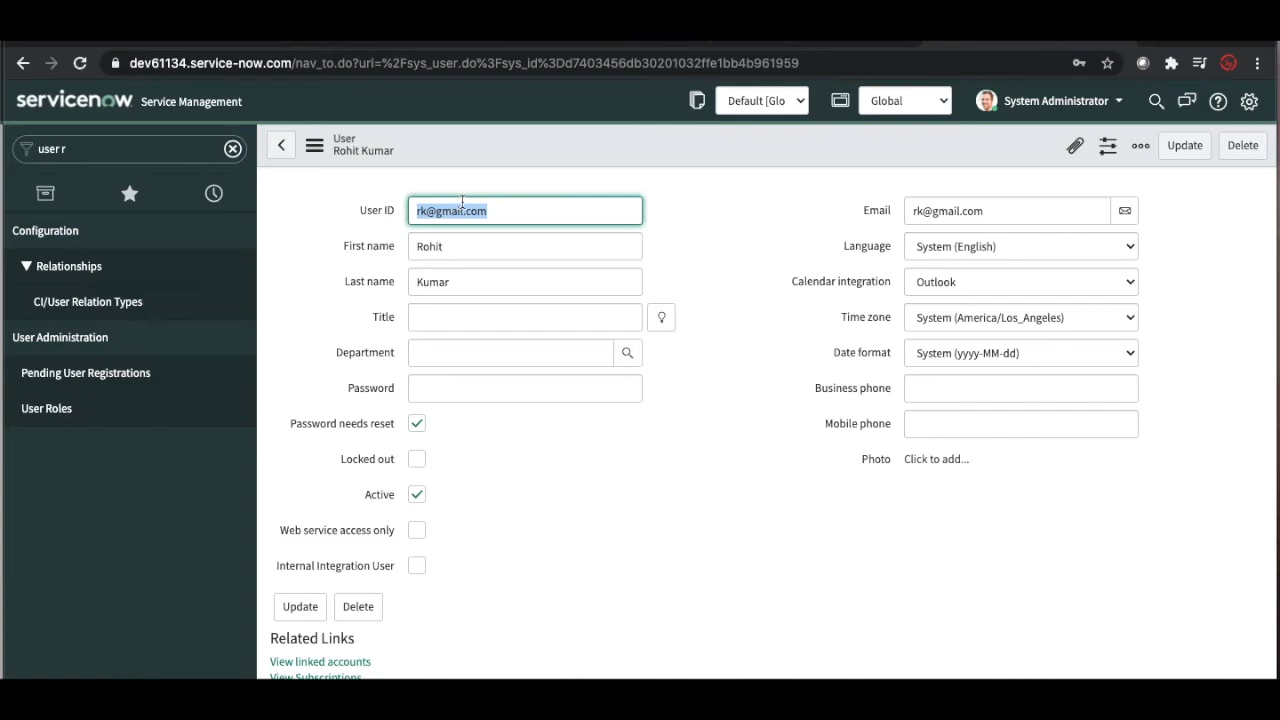 dev61134.service-now.com/nav_to.do?uri=%2Fsys_user.do%3Fsys_id%3Dd7403456db30201032ffe1bb4b961959
servicenow Service Management
Default [Glo
Global
System Administrator
user r
User
Rohit Kumar
Update
Delete
Configuration
Relationships
CI/User Relation Types
User Administration
Pending User Registrations
User Roles
User ID rk@gmail.com
First name Rohit
Last name Kumar
Title
Department
Password
Password needs reset
Locked out
Active
Web service access only
Internal Integration User
Email rk@gmail.com
Language System (English)
Calendar integration Outlook
Time zone System (America/Los_Angeles)
Date format System (yyyy-MM-dd)
Business phone
Mobile phone
Photo Click to add...
Update Delete
Related Links
View linked accounts
View Subscriptions